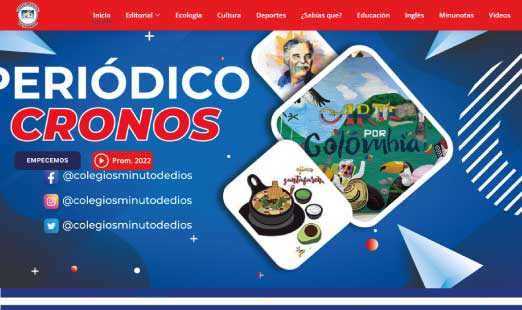 Inicio Editorial Ecología Cultura Deportes ¿Sabías que? Educación Inglés Minunotas Videos
PERIÓDICO
CRONOS
EMPECEMOS Prom. 2022
@colegiosminutodedios
@colegiosminutodedios
@colegiosminutodedios
ARTE
POR
Colombia